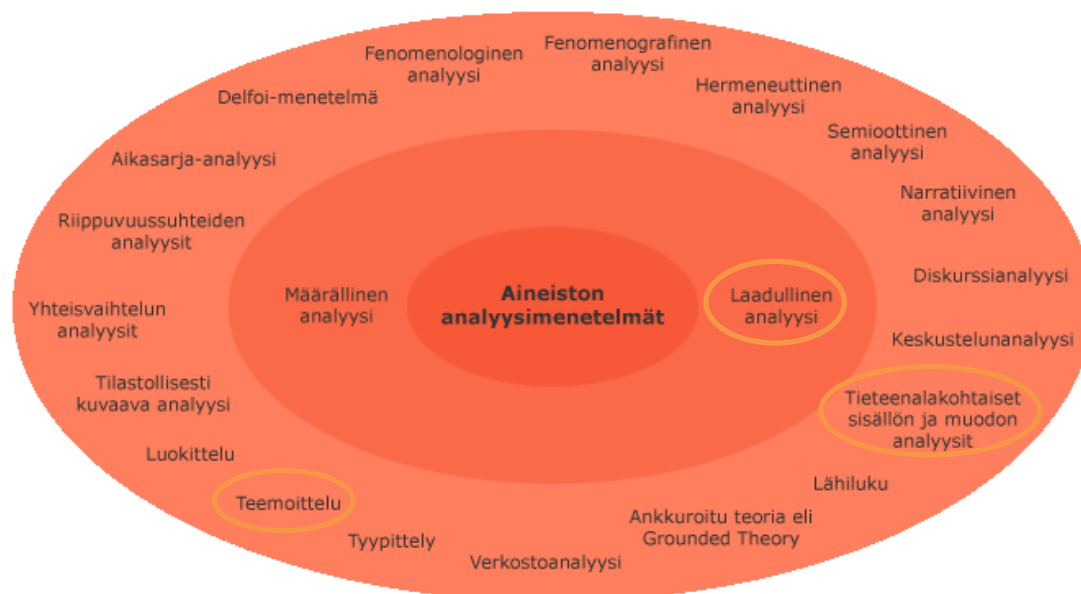 Fenomenologinen
analyysi
Fenomenografinen
analyysi
Delfoi-menetelmä
Hermeneuttinen
analyysi
Semioottinen
analyysi
Aikasarja-analyysi
Narratiivinen
analyysi
Riippuvuussuhteiden
analyysit
Diskurssianalyysi
Määrällinen
analyysi
Aineiston
analyysimenetelmät
Laadullinen
analyysi
Yhteisvaihtelun
analyysit
Keskustelunanalyysi
Tilastollisesti
kuvaava analyysi
Tieteenalakohtaiset
sisällön ja muodon
analyysit
Luokittelu
Lähiluku
Teemoittelu
Ankkuroitu teoria eli
Grounded Theory
Tyypittely
Verkostoanalyysi